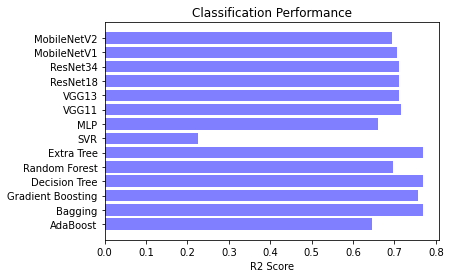 Classification Performance
MobileNetV2
MobileNetV1
ResNet34
ResNet18
VGG13
VGG11
MLP
SVR
Extra Tree
Random Forest
Decision Tree
Gradient Boosting
Bagging
AdaBoost
0.0 0.1 0.2 0.3 0.4 0.5 0.6 0.7 0.8
R2 Score